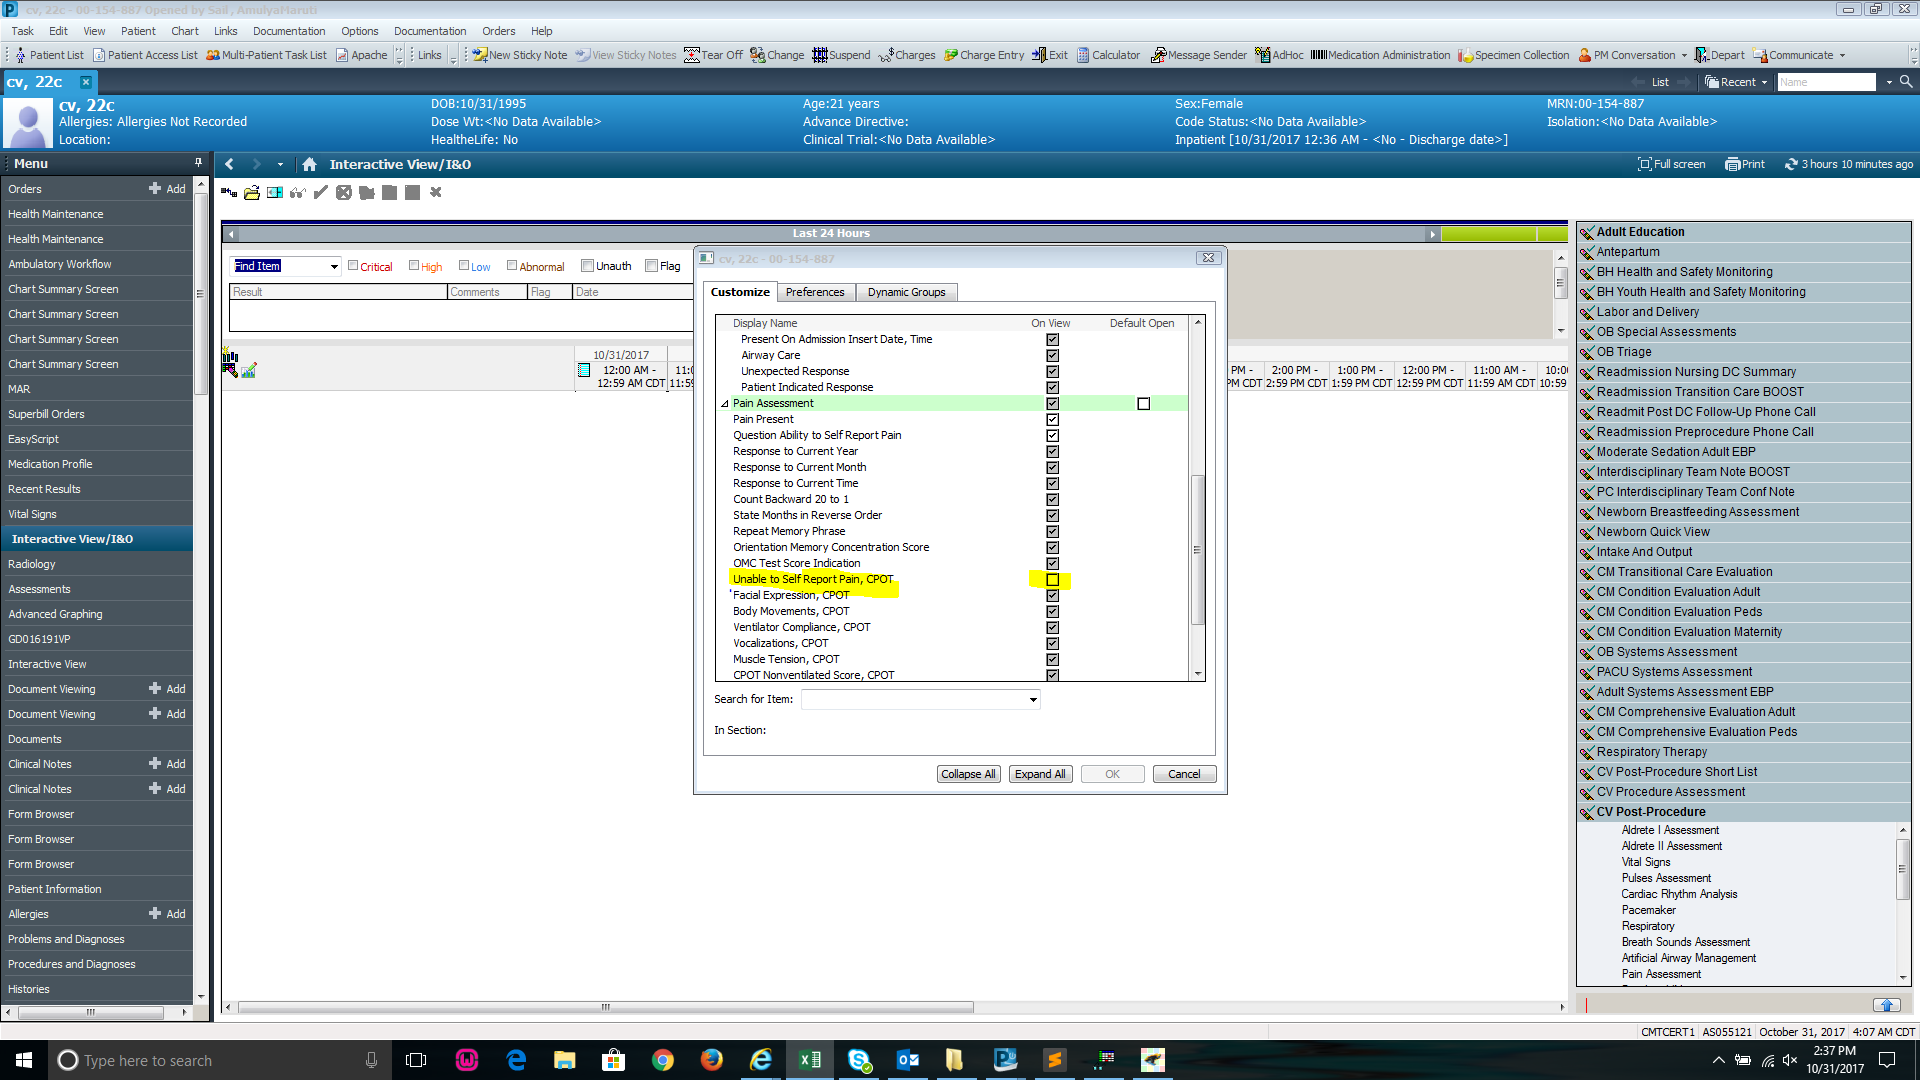 cv, 22c - 00-154-887 Opened by Sail , AmulyaMaruti
Task Edit View Patient Chart Links Documentation Options Documentation Orders Help
Patient List Patient Access List Multi-Patient Task List Apache Links New Sticky Note View Sticky Notes Tear Off Change Suspend Charges Charge Entry Exit Calculator Message Sender AdHoc Medication Administration Specimen Collection PM Conversation Depart Communicate
cv, 22c List Recent Name
cv, 22c DOB:10/31/1995 Age:21 years Sex:Female MRN:00-154-887
Allergies: Allergies Not Recorded Dose Wt:<No Data Available> Advance Directive: Code Status:<No Data Available> Isolation:<No Data Available>
Location: HealtheLife: No Clinical Trial:<No Data Available> Inpatient [10/31/2017 12:36 AM - <No - Discharge date>]
Menu
Interactive View/I&O Full screen Print 3 hours 10 minutes ago
Orders Add
Health Maintenance
Health Maintenance
Ambulatory Workflow
Chart Summary Screen
Chart Summary Screen
Chart Summary Screen
Chart Summary Screen
MAR
Superbill Orders
EasyScript
Medication Profile
Recent Results
Vital Signs
Interactive View/I&O
Radiology
Assessments
Advanced Graphing
GD016191VP
Interactive View
Document Viewing Add
Document Viewing Add
Documents
Clinical Notes Add
Clinical Notes Add
Form Browser
Form Browser
Form Browser
Patient Information
Allergies Add
Problems and Diagnoses
Procedures and Diagnoses
Histories
Last 24 Hours
Find Item Critical High Low Abnormal Unauth Flag
Result Comments Flag Date
10/31/2017
12:00 AM -
12:59 AM CDT
11:0
11:59
PM -
PM CDT
2:00 PM -
2:59 PM CDT
1:00 PM -
1:59 PM CDT
12:00 PM -
12:59 PM CDT
11:00 AM -
11:59 AM CDT
10:00
10:59
cv, 22c - 00-154-887
Customize Preferences Dynamic Groups
Display Name On View Default Open
Present On Admission Insert Date, Time
Airway Care
Unexpected Response
Patient Indicated Response
Pain Assessment
Pain Present
Question Ability to Self Report Pain
Response to Current Year
Response to Current Month
Response to Current Time
Count Backward 20 to 1
State Months in Reverse Order
Repeat Memory Phrase
Orientation Memory Concentration Score
OMC Test Score Indication
Unable to Self Report Pain, CPOT
Facial Expression, CPOT
Body Movements, CPOT
Ventilator Compliance, CPOT
Vocalizations, CPOT
Muscle Tension, CPOT
CPOT Nonventilated Score, CPOT
Search for Item:
In Section:
Collapse All Expand All OK Cancel
Adult Education
Antepartum
BH Health and Safety Monitoring
BH Youth Health and Safety Monitoring
Labor and Delivery
OB Special Assessments
OB Triage
Readmission Nursing DC Summary
Readmission Transition Care BOOST
Readmit Post DC Follow-Up Phone Call
Readmission Preprocedure Phone Call
Moderate Sedation Adult EBP
Interdisciplinary Team Note BOOST
PC Interdisciplinary Team Conf Note
Newborn Breastfeeding Assessment
Newborn Quick View
Intake And Output
CM Transitional Care Evaluation
CM Condition Evaluation Adult
CM Condition Evaluation Peds
CM Condition Evaluation Maternity
OB Systems Assessment
PACU Systems Assessment
Adult Systems Assessment EBP
CM Comprehensive Evaluation Adult
CM Comprehensive Evaluation Peds
Respiratory Therapy
CV Post-Procedure Short List
CV Procedure Assessment
CV Post-Procedure
Aldrete I Assessment
Aldrete II Assessment
Vital Signs
Pulses Assessment
Cardiac Rhythm Analysis
Pacemaker
Respiratory
Breath Sounds Assessment
Artificial Airway Management
Pain Assessment
CMTCERT1 AS055121 October 31, 2017 4:07 AM CDT
Type here to search
2:37 PM
10/31/2017